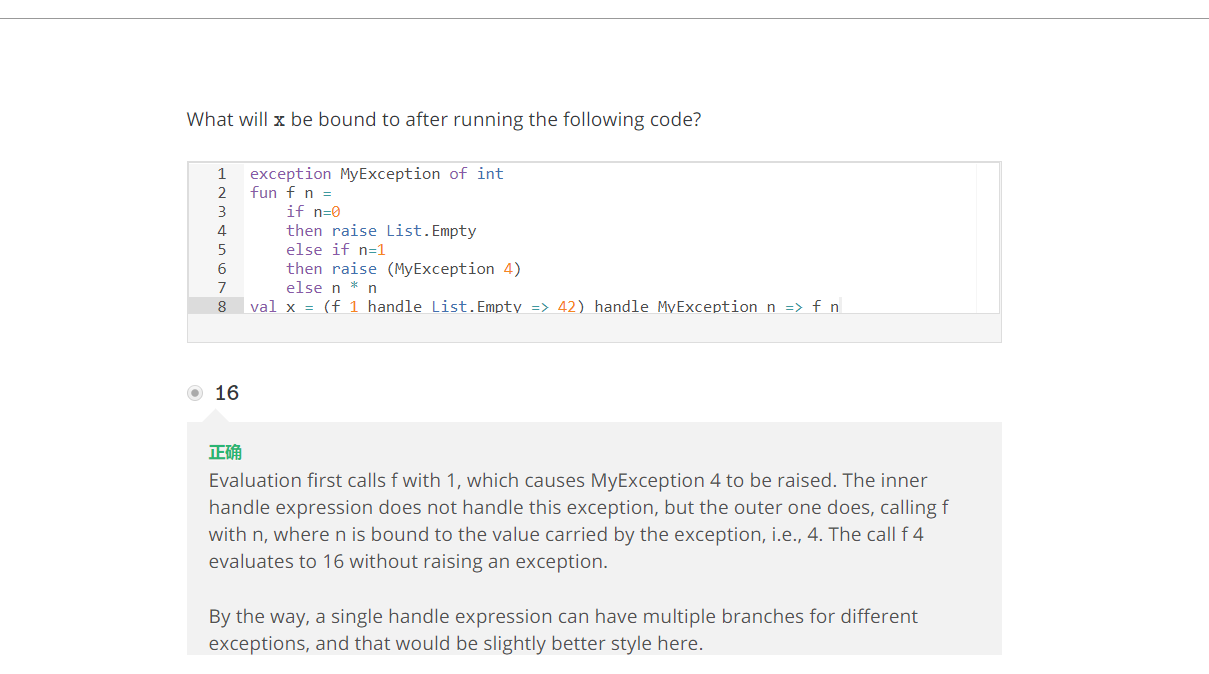 What will x be bound to after running the following code?
1 exception MyException of int
2 fun f n =
3 if n=0
4 then raise List.Empty
5 else if n=1
6 then raise (MyException 4)
7 else n * n
8 val x = (f 1 handle List.Empty => 42) handle MyException n => f n
16
正确
Evaluation first calls f with 1, which causes MyException 4 to be raised. The inner
handle expression does not handle this exception, but the outer one does, calling f
with n, where n is bound to the value carried by the exception, i.e., 4. The call f 4
evaluates to 16 without raising an exception.
By the way, a single handle expression can have multiple branches for different
exceptions, and that would be slightly better style here.